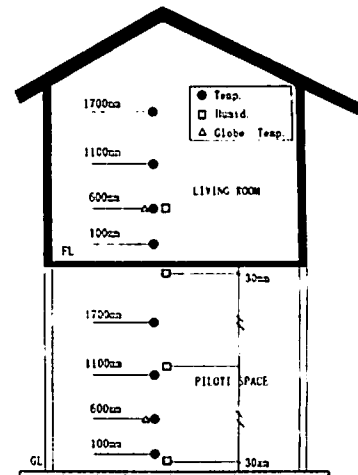 ● Temp.
□ Humid.
△ Globe Temp.
1700mm
1100mm
LIVING ROOM
600mm
100mm
FL
30mm
1700mm
1100mm
PILOTI SPACE
600mm
100mm
GL
30mm